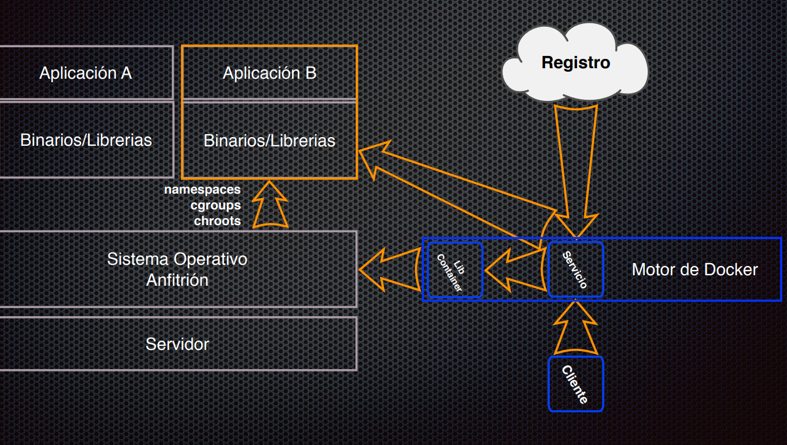 Registro
Aplicación A
Aplicación B
Binarios/Librerias
Binarios/Librerias
namespaces
cgroups
chroots
Sistema Operativo
Anfitrión
Lib
Container
Servicio
Motor de Docker
Servidor
Cliente